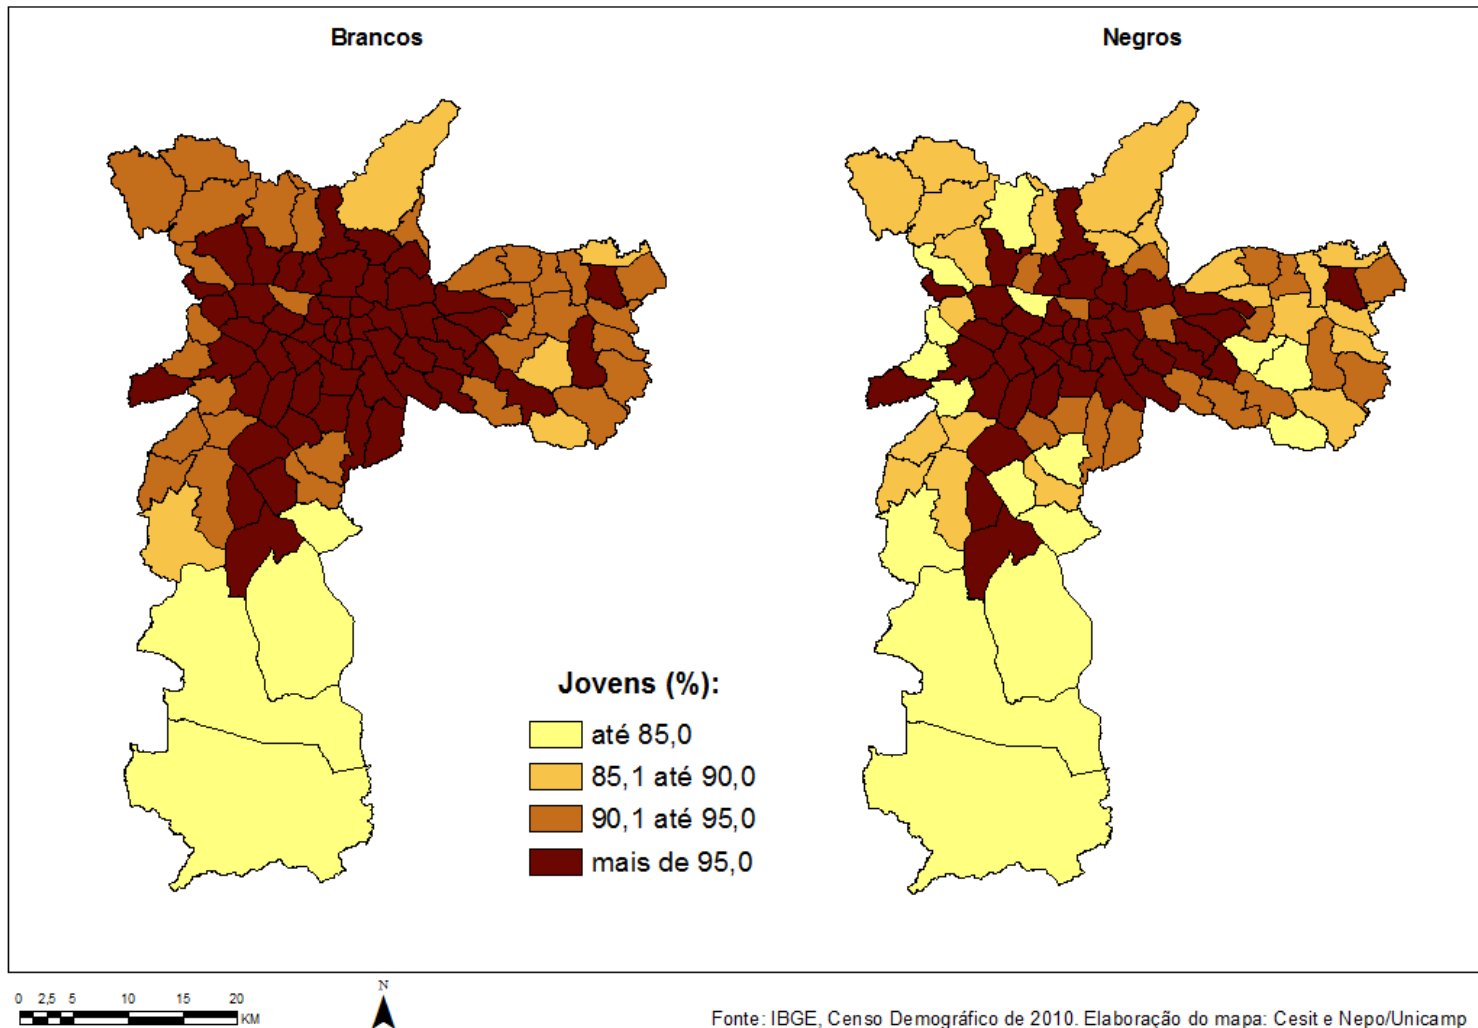 Brancos
Negros
Jovens (%):
até 85,0
85,1 até 90,0
90,1 até 95,0
mais de 95,0
0 2,5 5 10 15 20
KM
N
Fonte: IBGE, Censo Demográfico de 2010. Elaboração do mapa: Cesit e Nepo/Unicamp